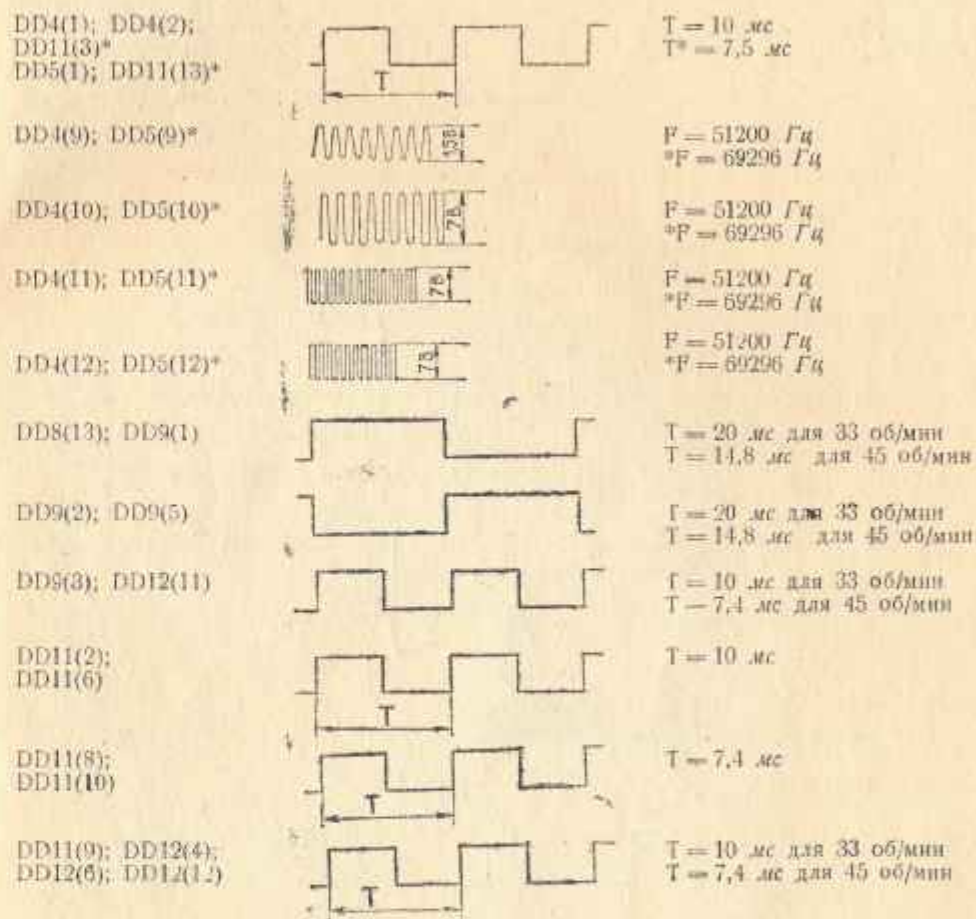 DD4(1); DD4(2);
DD11(3)*
DD5(1); DD11(13)*
T
T = 10 мс
T* = 7,5 мс
DD4(9); DD5(9)*
F = 51200 Гц
*F = 69296 Гц
DD4(10); DD5(10)*
7В
F = 51200 Гц
*F = 69296 Гц
DD4(11); DD5(11)*
7В
F = 51200 Гц
*F = 69296 Гц
DD4(12); DD5(12)*
7В
F = 51200 Гц
*F = 69296 Гц
DD8(13); DD9(1)
T = 20 мс для 33 об/мин
T = 14,8 мс для 45 об/мин
DD9(2); DD9(5)
T = 20 мс для 33 об/мин
T = 14,8 мс для 45 об/мин
DD9(3); DD12(11)
T = 10 мс для 33 об/мин
T = 7,4 мс для 45 об/мин
DD11(2);
DD11(6)
T
T = 10 мс
DD11(8);
DD11(10)
T
T = 7,4 мс
DD11(9); DD12(4);
DD12(6); DD12(12)
T
T = 10 мс для 33 об/мин
T = 7,4 мс для 45 об/мин